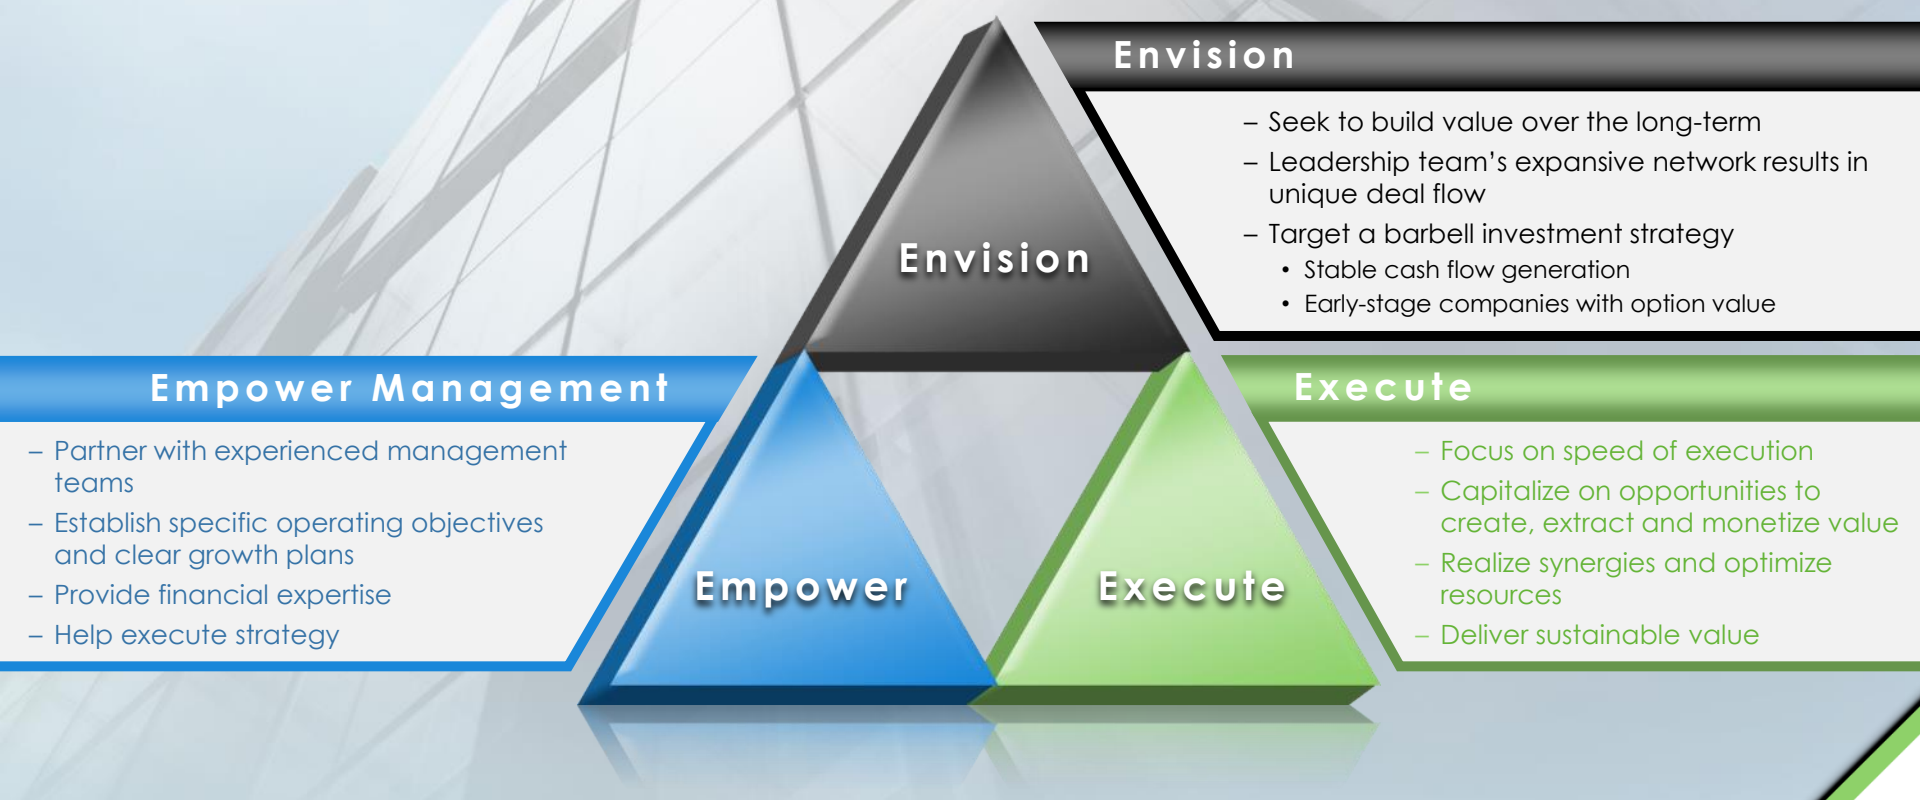 Envision
– Seek to build value over the long-term
– Leadership team’s expansive network results in
unique deal flow
– Target a barbell investment strategy
• Stable cash flow generation
• Early-stage companies with option value
Envision
Empower Management
– Partner with experienced management
teams
– Establish specific operating objectives
and clear growth plans
– Provide financial expertise
– Help execute strategy
Empower
Execute
Execute
– Focus on speed of execution
– Capitalize on opportunities to
create, extract and monetize value
– Realize synergies and optimize
resources
– Deliver sustainable value